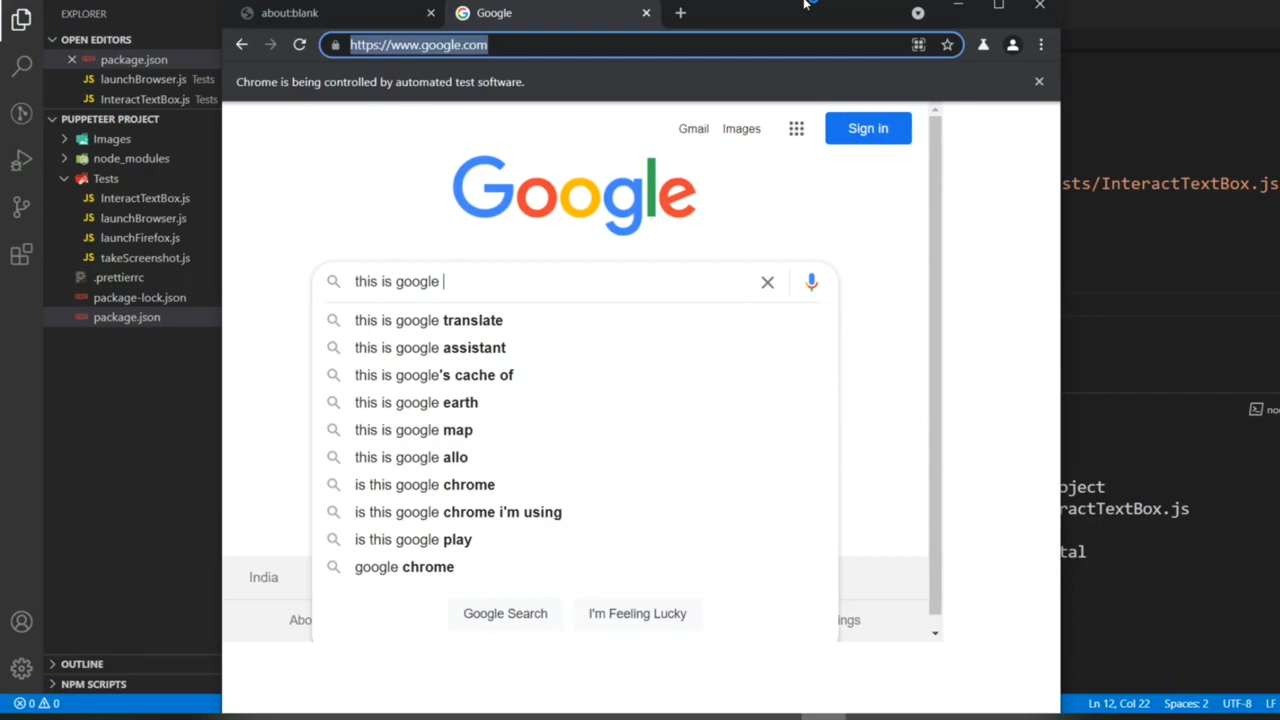 EXPLORER
OPEN EDITORS
package.json
launchBrowser.js Tests
InteractTextBox.js Tests
PUPPETEER PROJECT
Images
node_modules
Tests
InteractTextBox.js
launchBrowser.js
launchFirefox.js
takeScreenshot.js
.prettierrc
package-lock.json
package.json
OUTLINE
NPM SCRIPTS
0 0
about:blank
Google
https://www.google.com
Chrome is being controlled by automated test software.
Gmail Images Sign in
Google
this is google
this is google translate
this is google assistant
this is google's cache of
this is google earth
this is google map
this is google allo
is this google chrome
is this google chrome i'm using
is this google play
google chrome
Google Search I'm Feeling Lucky
India
Abo
ings
sts/InteractTextBox.js
no
oject
ractTextBox.js
tal
Ln 12, Col 22 Spaces: 2 UTF-8 LF